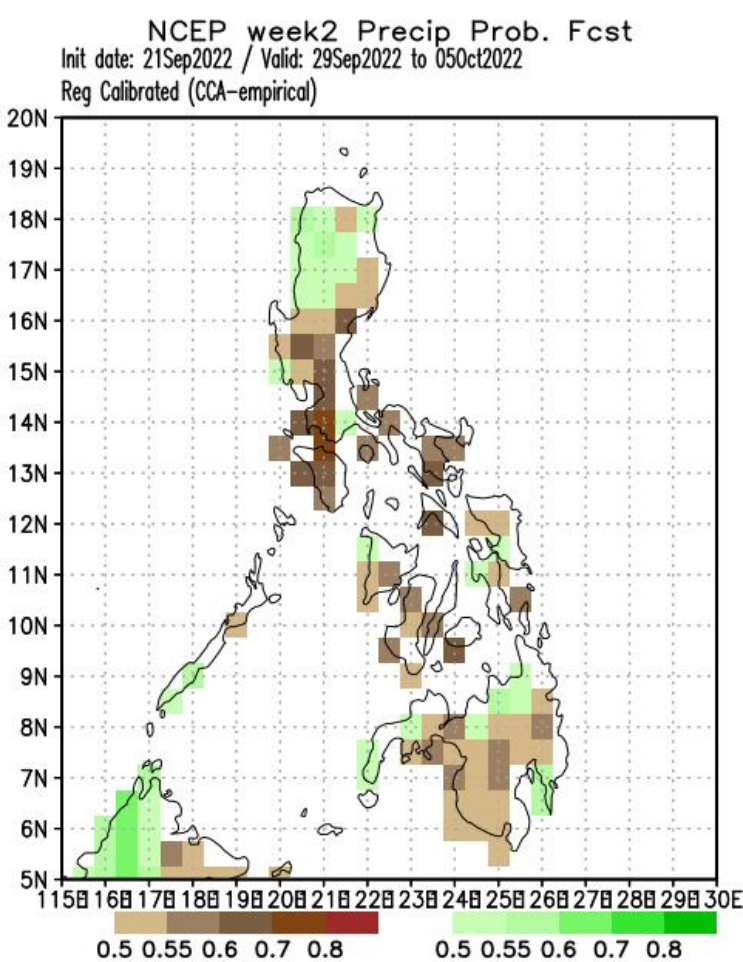 NCEP week2 Precip Prob. Fcst
Init date: 21Sep2022 / Valid: 29Sep2022 to 05Oct2022
Reg Calibrated (CCA-empirical)
20N
19N
18N
17N
16N
15N
14N
13N
12N
11N
10N
9N
8N
7N
6N
5N
115E 116E 117E 118E 119E 120E 121E 122E 123E 124E 125E 126E 127E 128E 129E 130E
0.5 0.55 0.6 0.7 0.8 0.5 0.55 0.6 0.7 0.8